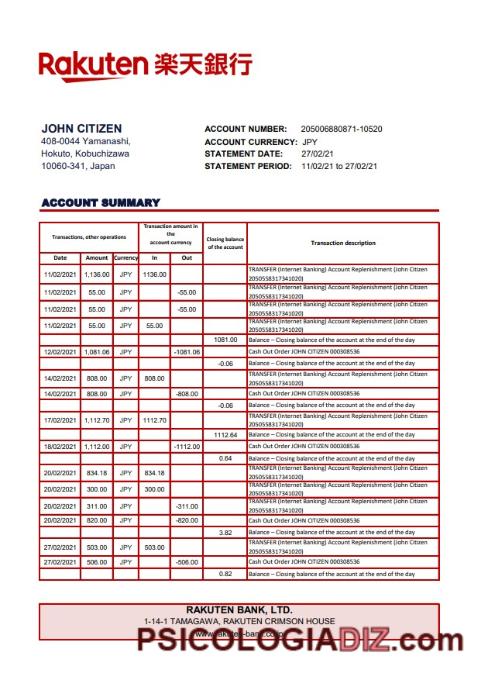 Rakuten 楽天銀行
JOHN CITIZEN
408-0044 Yamanashi,
Hokuto, Kobuchizawa
10060-341, Japan
ACCOUNT NUMBER: 205006880871-10520
ACCOUNT CURRENCY: JPY
STATEMENT DATE: 27/02/21
STATEMENT PERIOD: 11/02/21 to 27/02/21
ACCOUNT SUMMARY
Transactions, other operations
Transaction amount in
the
account currency
Closing balance
of the account
Transaction description
Date Amount Currency In Out
11/02/2021 1,136.00 JPY 1136.00 TRANSFER (Internet Banking) Account Replenishment (John Citizen
2050558317341020)
11/02/2021 55.00 JPY -55.00 TRANSFER (Internet Banking) Account Replenishment (John Citizen
2050558317341020)
11/02/2021 55.00 JPY -55.00 TRANSFER (Internet Banking) Account Replenishment (John Citizen
2050558317341020)
11/02/2021 55.00 JPY 55.00 TRANSFER (Internet Banking) Account Replenishment (John Citizen
2050558317341020)
1081.00 Balance – Closing balance of the account at the end of the day
12/02/2021 1,081.06 JPY -1081.06 Cash Out Order JOHN CITIZEN 000308536
-0.06 Balance – Closing balance of the account at the end of the day
14/02/2021 808.00 JPY 808.00 TRANSFER (Internet Banking) Account Replenishment (John Citizen
2050558317341020)
14/02/2021 808.00 JPY -808.00 Cash Out Order JOHN CITIZEN 000308536
-0.06 Balance – Closing balance of the account at the end of the day
17/02/2021 1,112.70 JPY 1112.70 TRANSFER (Internet Banking) Account Replenishment (John Citizen
2050558317341020)
1112.64 Balance – Closing balance of the account at the end of the day
18/02/2021 1,112.00 JPY -1112.00 Cash Out Order JOHN CITIZEN 000308536
0.64 Balance – Closing balance of the account at the end of the day
20/02/2021 834.18 JPY 834.18 TRANSFER (Internet Banking) Account Replenishment (John Citizen
2050558317341020)
20/02/2021 300.00 JPY 300.00 TRANSFER (Internet Banking) Account Replenishment (John Citizen
2050558317341020)
20/02/2021 311.00 JPY -311.00 TRANSFER (Internet Banking) Account Replenishment (John Citizen
2050558317341020)
20/02/2021 820.00 JPY -820.00 Cash Out Order JOHN CITIZEN 000308536
3.82 Balance – Closing balance of the account at the end of the day
27/02/2021 503.00 JPY 503.00 TRANSFER (Internet Banking) Account Replenishment (John Citizen
2050558317341020)
27/02/2021 506.00 JPY -506.00 Cash Out Order JOHN CITIZEN 000308536
0.82 Balance – Closing balance of the account at the end of the day
RAKUTEN BANK, LTD.
1-14-1 TAMAGAWA, RAKUTEN CRIMSON HOUSE
PSICOLOGIADIZ.com